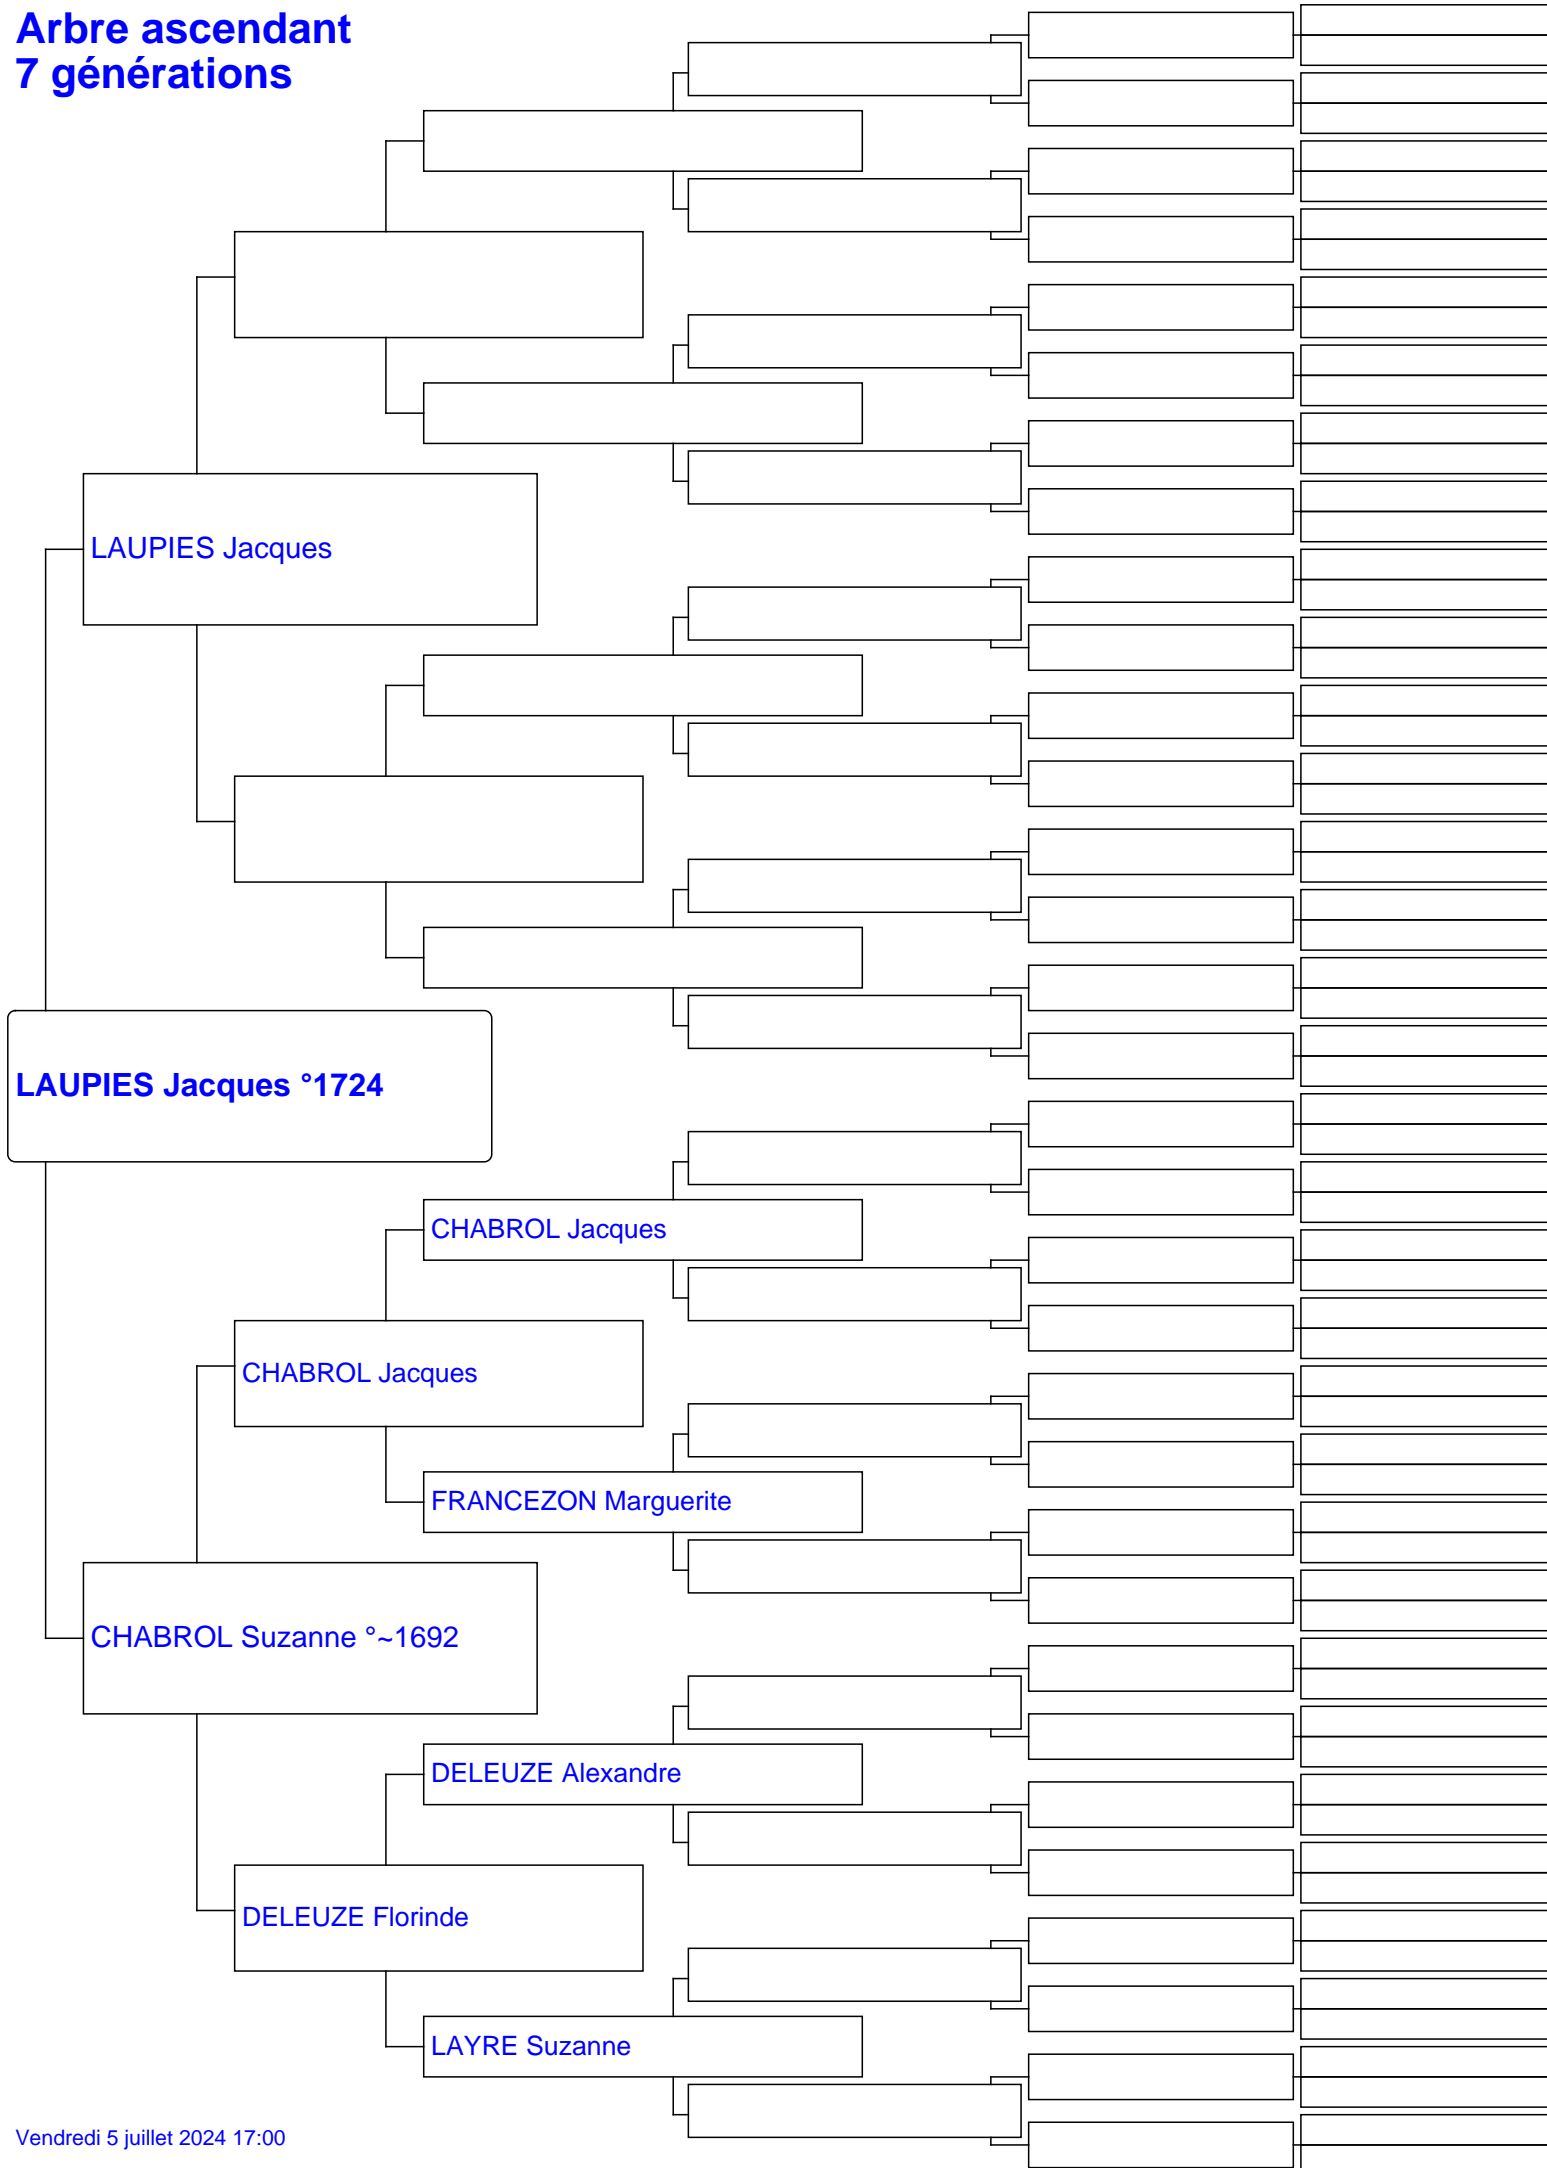 Arbre ascendant
7 générations
LAUPIES Jacques
LAUPIES Jacques °1724
CHABROL Jacques
CHABROL Jacques
FRANCEZON Marguerite
CHABROL Suzanne °~1692
DELEUZE Alexandre
DELEUZE Florinde
LAYRE Suzanne
Vendredi 5 juillet 2024 17:00